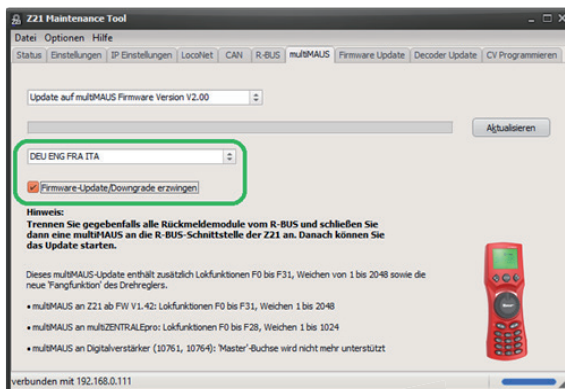 Z21 Maintenance Tool
Datei Optionen Hilfe
Status Einstellungen IP Einstellungen LocoNet CAN R-BUS multiMAUS Firmware Update Decoder Update CV Programmieren
Update auf multiMAUS Firmware Version V2.00
Aktualisieren
DEU ENG FRA ITA
Firmware-Update/Downgrade erzwingen
Hinweis:
Trennen Sie gegebenfalls alle Rückmeldemodule vom R-BUS und schließen Sie
dann eine multiMAUS an die R-BUS-Schnittstelle der Z21 an. Danach können Sie
das Update starten.
Dieses multiMAUS-Update enthält zusätzlich Lokfunktionen F0 bis F31, Weichen von 1 bis 2048 sowie die
neue 'Fangfunktion' des Drehreglers.
• multiMAUS an Z21 ab FW V1.42: Lokfunktionen F0 bis F31, Weichen 1 bis 2048
• multiMAUS an multiZENTRALEpro: Lokfunktionen F0 bis F28, Weichen 1 bis 1024
• multiMAUS an Digitalverstärker (10761, 10764): 'Master'-Buchse wird nicht mehr unterstützt
verbunden mit 192.168.0.111